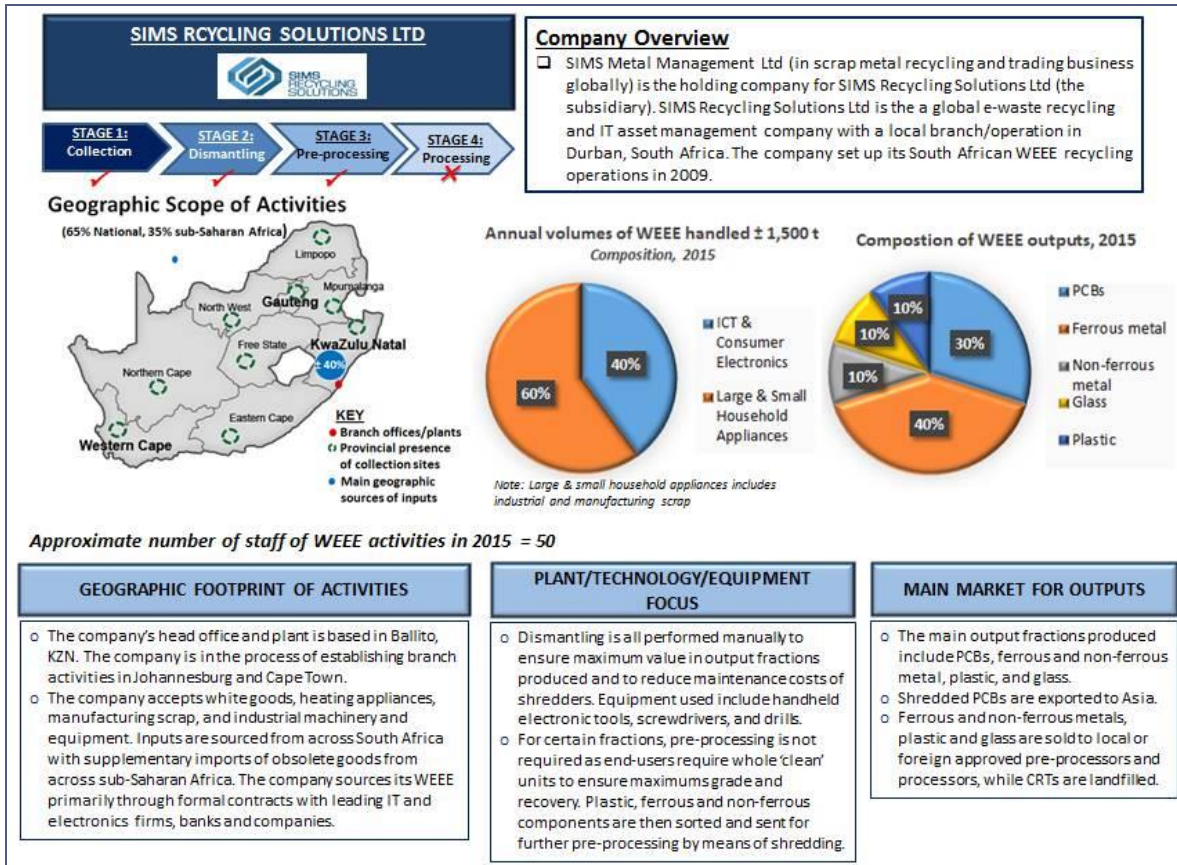 SIMS RCYCLING SOLUTIONS LTD
SIMS
RECYCLING
SOLUTIONS
Company Overview
SIMS Metal Management Ltd (in scrap metal recycling and trading business
globally) is the holding company for SIMS Recycling Solutions Ltd (the
subsidiary). SIMS Recycling Solutions Ltd is the a global e-waste recycling
and IT asset management company with a local branch/operation in
Durban, South Africa. The company set up its South African WEEE recycling
operations in 2009.
STAGE 1:
Collection
STAGE 2:
Dismantling
STAGE 3:
Pre-processing
STAGE 4:
Processing
Geographic Scope of Activities
(65% National, 35% sub-Saharan Africa)
Limpopo
Mpumalanga
Gauteng
North West
Free State
KwaZulu Natal
± 40%
Northern Cape
Eastern Cape
Western Cape
KEY
Branch offices/plants
Provincial presence
of collection sites
Main geographic
sources of inputs
Annual volumes of WEEE handled ± 1,500 t
Composition, 2015
40%
60%
ICT &
Consumer
Electronics
Large & Small
Household
Appliances
Note: Large & small household appliances includes
industrial and manufacturing scrap
Compostion of WEEE outputs, 2015
10%
30%
10%
10%
40%
PCBs
Ferrous metal
Non-ferrous
metal
Glass
Plastic
Approximate number of staff of WEEE activities in 2015 = 50
GEOGRAPHIC FOOTPRINT OF ACTIVITIES
The company's head office and plant is based in Ballito,
KZN. The company is in the process of establishing branch
activities in Johannesburg and Cape Town.
The company accepts white goods, heating appliances,
manufacturing scrap, and industrial machinery and
equipment. Inputs are sourced from across South Africa
with supplementary imports of obsolete goods from
across sub-Saharan Africa. The company sources its WEEE
primarily through formal contracts with leading IT and
electronics firms, banks and companies.
PLANT/TECHNOLOGY/EQUIPMENT
FOCUS
Dismantling is all performed manually to
ensure maximum value in output fractions
produced and to reduce maintenance costs of
shredders. Equipment used include handheld
electronic tools, screwdrivers, and drills.
For certain fractions, pre-processing is not
required as end-users require whole 'clean'
units to ensure maximums grade and
recovery. Plastic, ferrous and non-ferrous
components are then sorted and sent for
further pre-processing by means of shredding.
MAIN MARKET FOR OUTPUTS
The main output fractions produced
include PCBs, ferrous and non-ferrous
metal, plastic, and glass.
Shredded PCBs are exported to Asia.
Ferrous and non-ferrous metals,
plastic and glass are sold to local or
foreign approved pre-processors and
processors, while CRTs are landfilled.